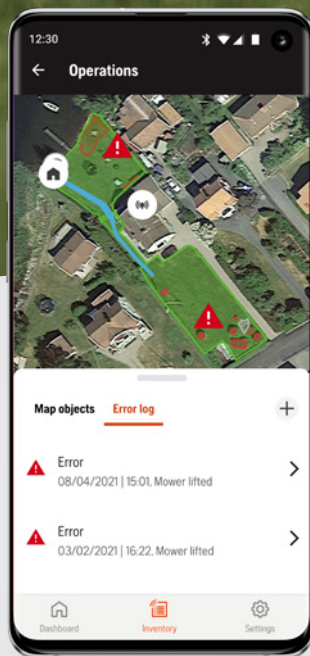 12:30
Operations
Map objects Error log
Error
08/04/2021 | 15:01, Mower lifted
Error
03/02/2021 | 16:22, Mower lifted
Dashboard Inventory Settings